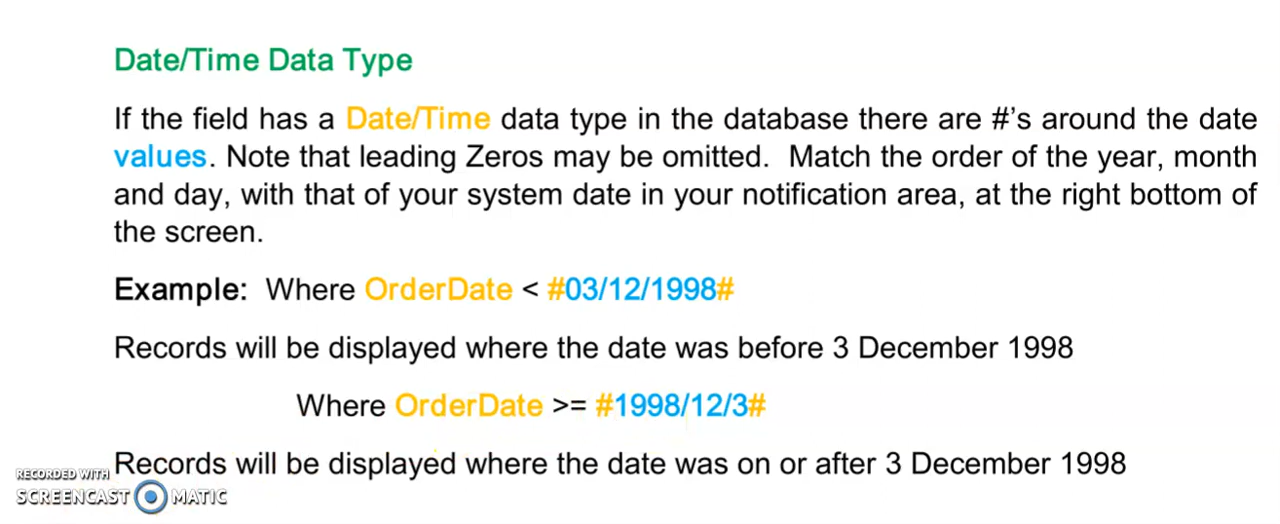 Date/Time Data Type
If the field has a Date/Time data type in the database there are #’s around the date
values. Note that leading Zeros may be omitted.  Match the order of the year, month
and day, with that of your system date in your notification area, at the right bottom of
the screen.
Example:  Where OrderDate < #03/12/1998#
Records will be displayed where the date was before 3 December 1998
Where OrderDate >= #1998/12/3#
Records will be displayed where the date was on or after 3 December 1998
RECORDED WITH
SCREENCAST MATIC